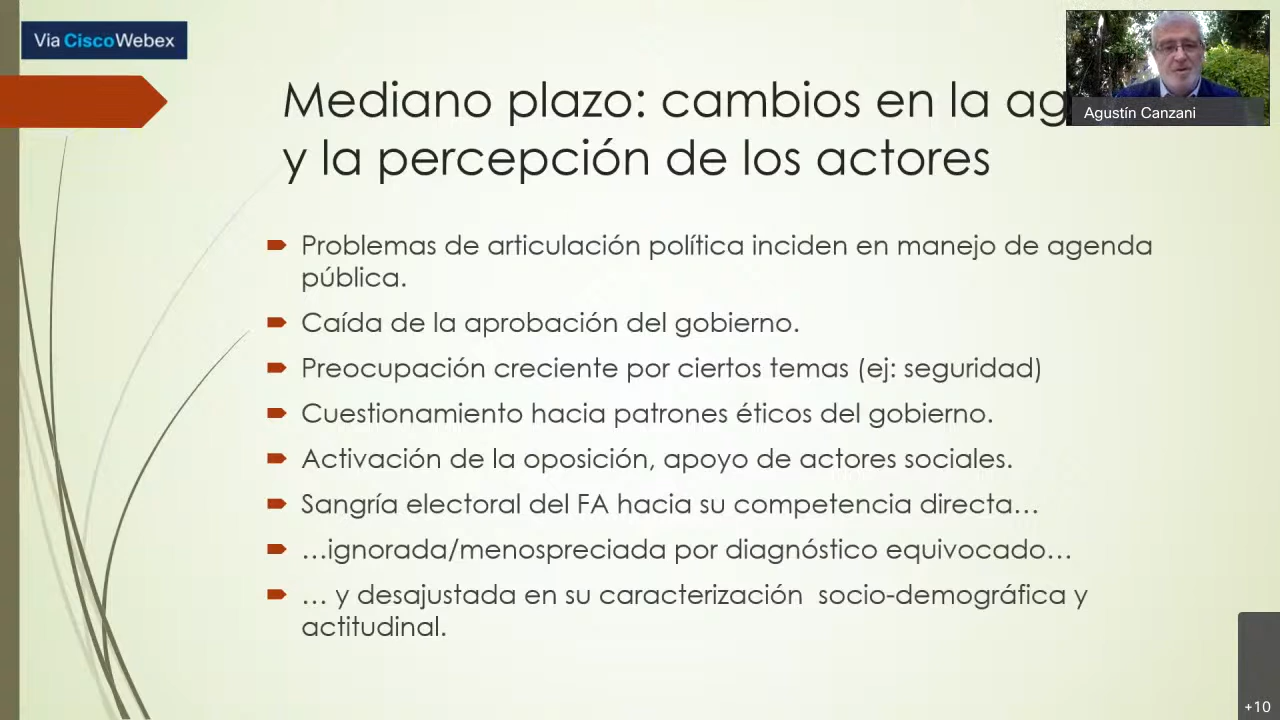 Via CiscoWebex
Agustín Canzani
Mediano plazo: cambios en la
y la percepción de los actores
Problemas de articulación política inciden en manejo de agenda
pública.
Caída de la aprobación del gobierno.
Preocupación creciente por ciertos temas (ej: seguridad)
Cuestionamiento hacia patrones éticos del gobierno.
Activación de la oposición, apoyo de actores sociales.
Sangría electoral del FA hacia su competencia directa…
…ignorada/menospreciada por diagnóstico equivocado…
… y desajustada en su caracterización socio-demográfica y
actitudinal.
+10